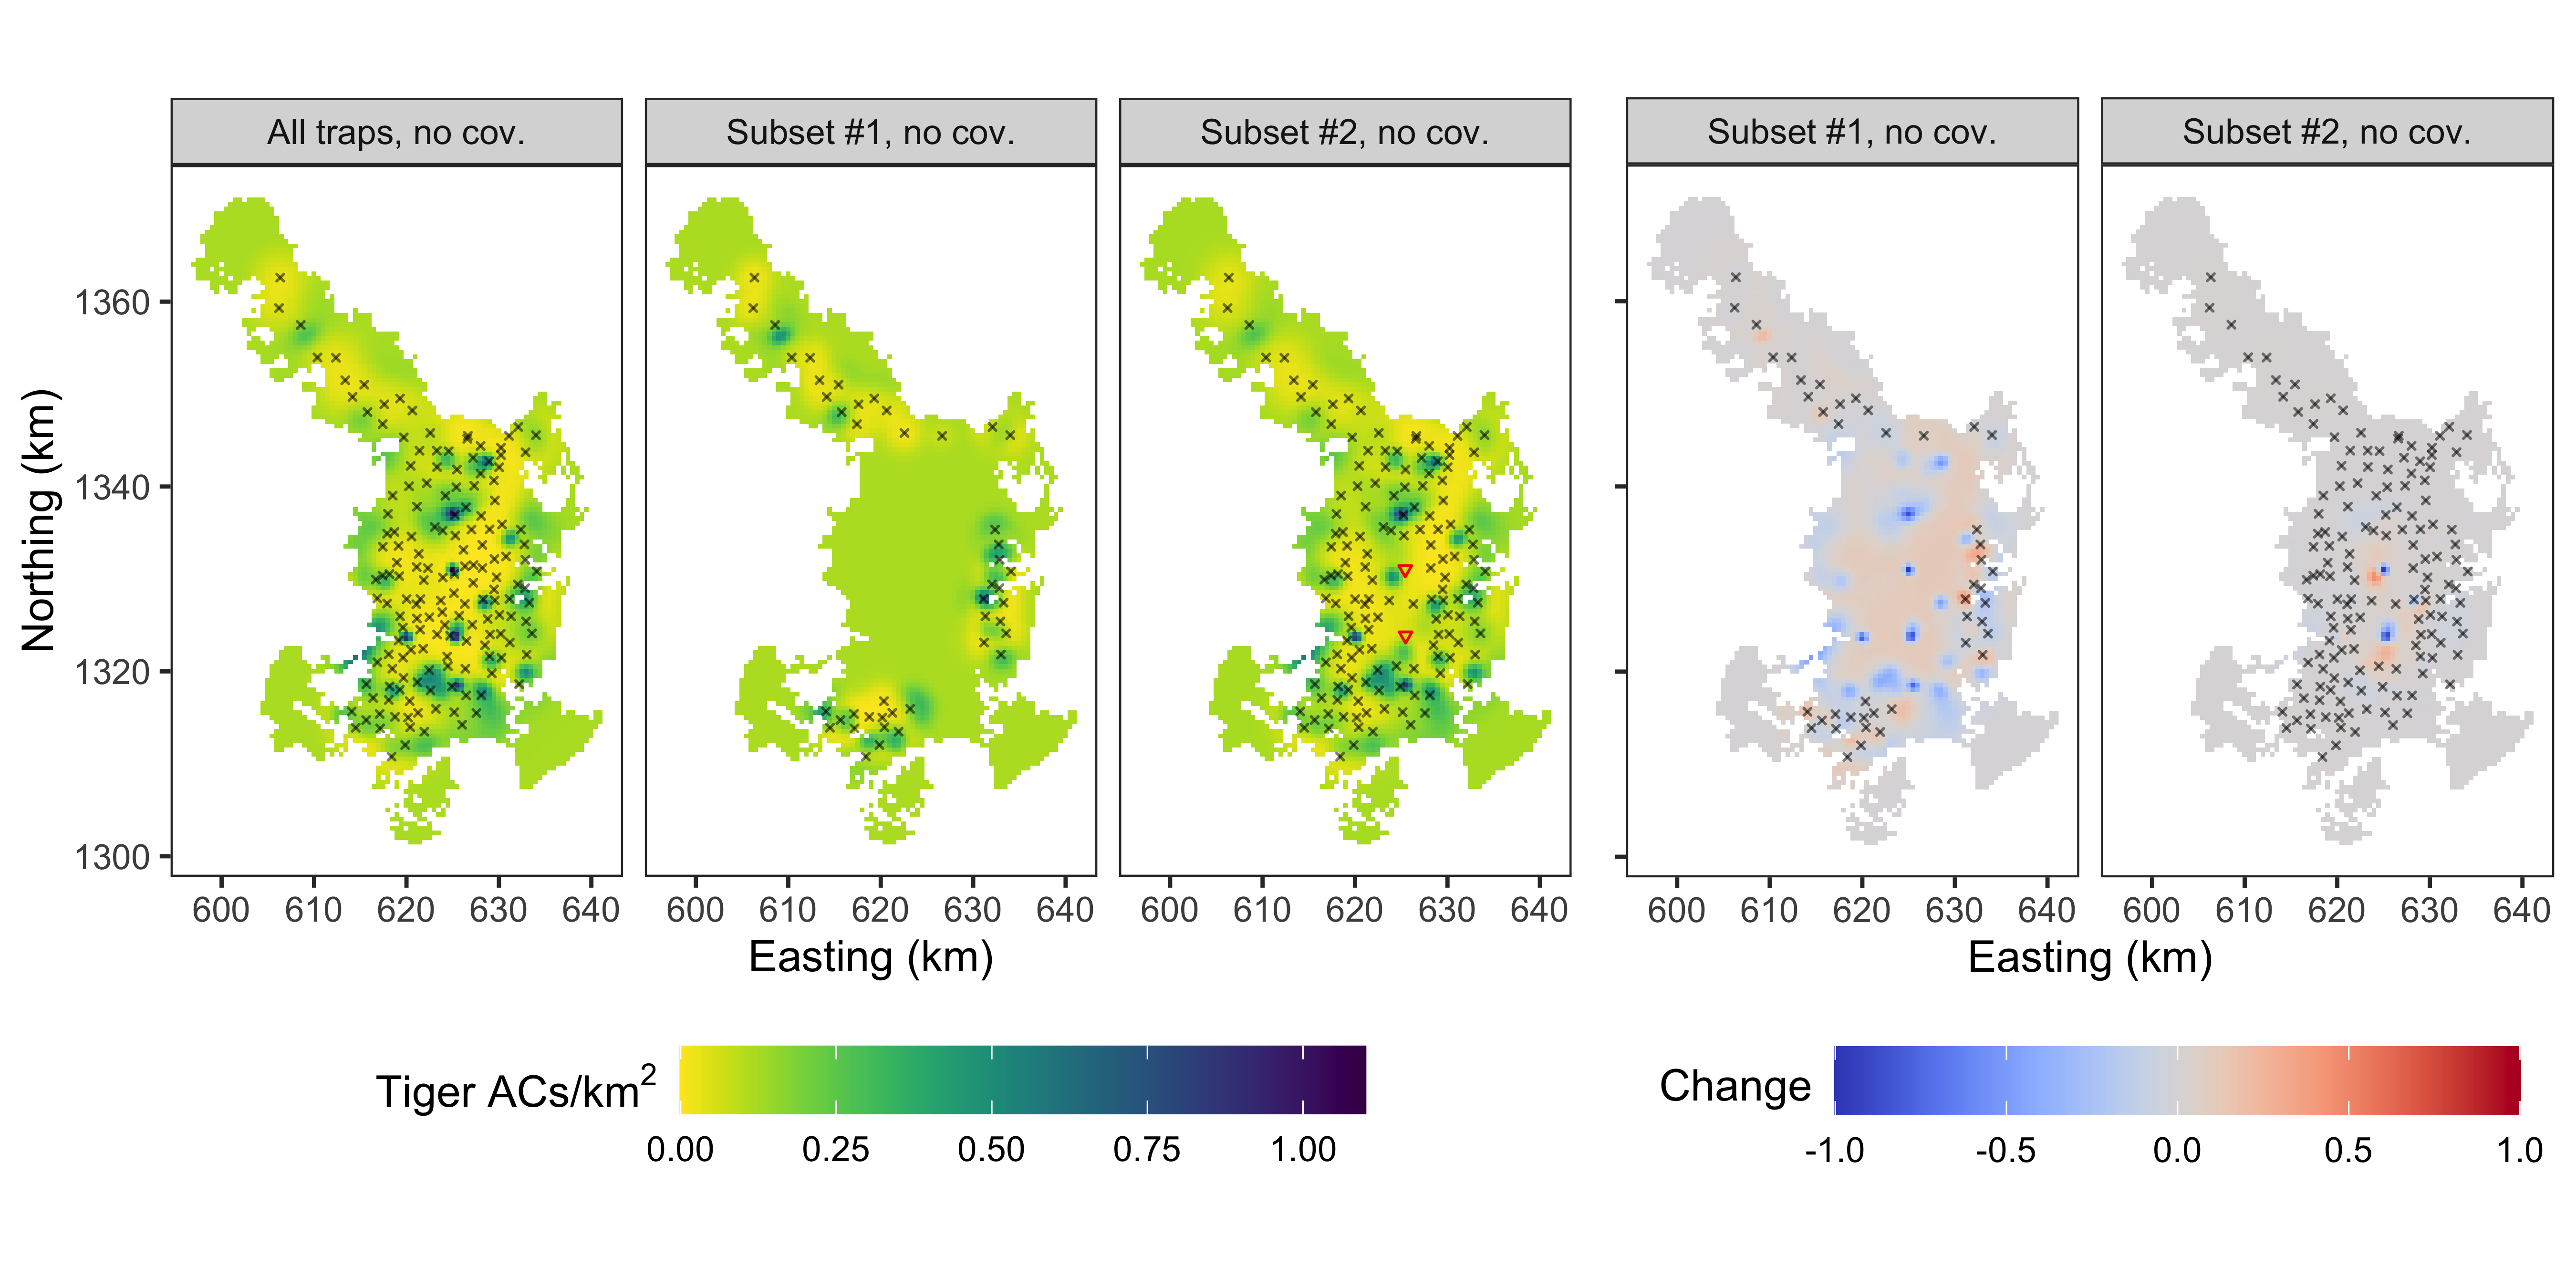 All traps, no cov.
Subset #1, no cov.
Subset #2, no cov.
Subset #1, no cov.
Subset #2, no cov.
Northing (km)
1360
1340
1320
1300
600 610 620 630 640
600 610 620 630 640
600 610 620 630 640
600 610 620 630 640
600 610 620 630 640
Easting (km)
Easting (km)
Tiger ACs/km²
0.00 0.25 0.50 0.75 1.00
Change
-1.0 -0.5 0.0 0.5 1.0